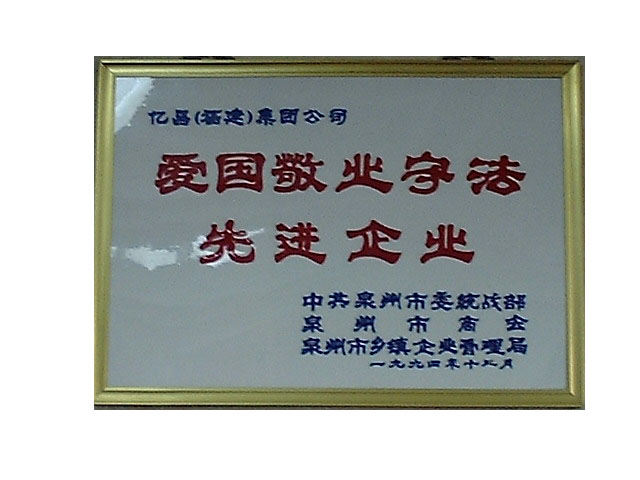 亿昌(福建)集团公司
爱国敬业守法
先进企业
中共泉州市委统战部
泉州市商会
泉州市乡镇企业管理局
一九九四年十二月